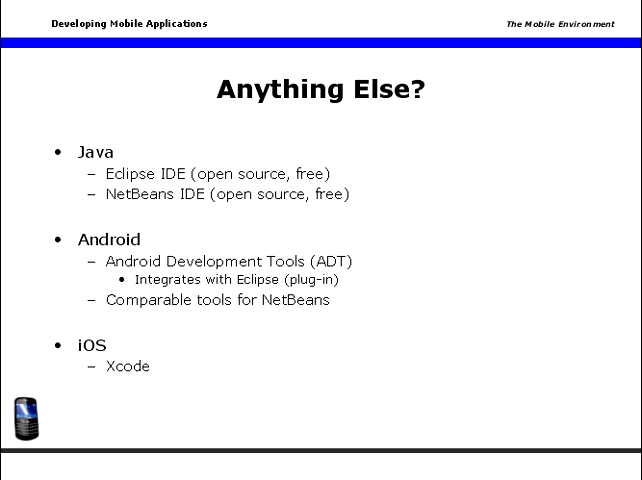 Developing Mobile Applications
The Mobile Environment
Anything Else?
• Java
– Eclipse IDE (open source, free)
– NetBeans IDE (open source, free)
• Android
– Android Development Tools (ADT)
• Integrates with Eclipse (plug-in)
– Comparable tools for NetBeans
• iOS
– Xcode